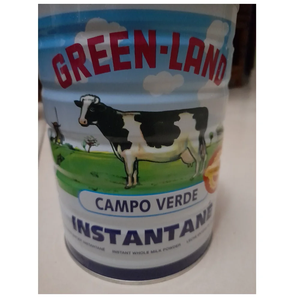 GREEN-LAND
CAMPO VERDE
INSTANTANE
INSTANT WHOLE MILK POWDER